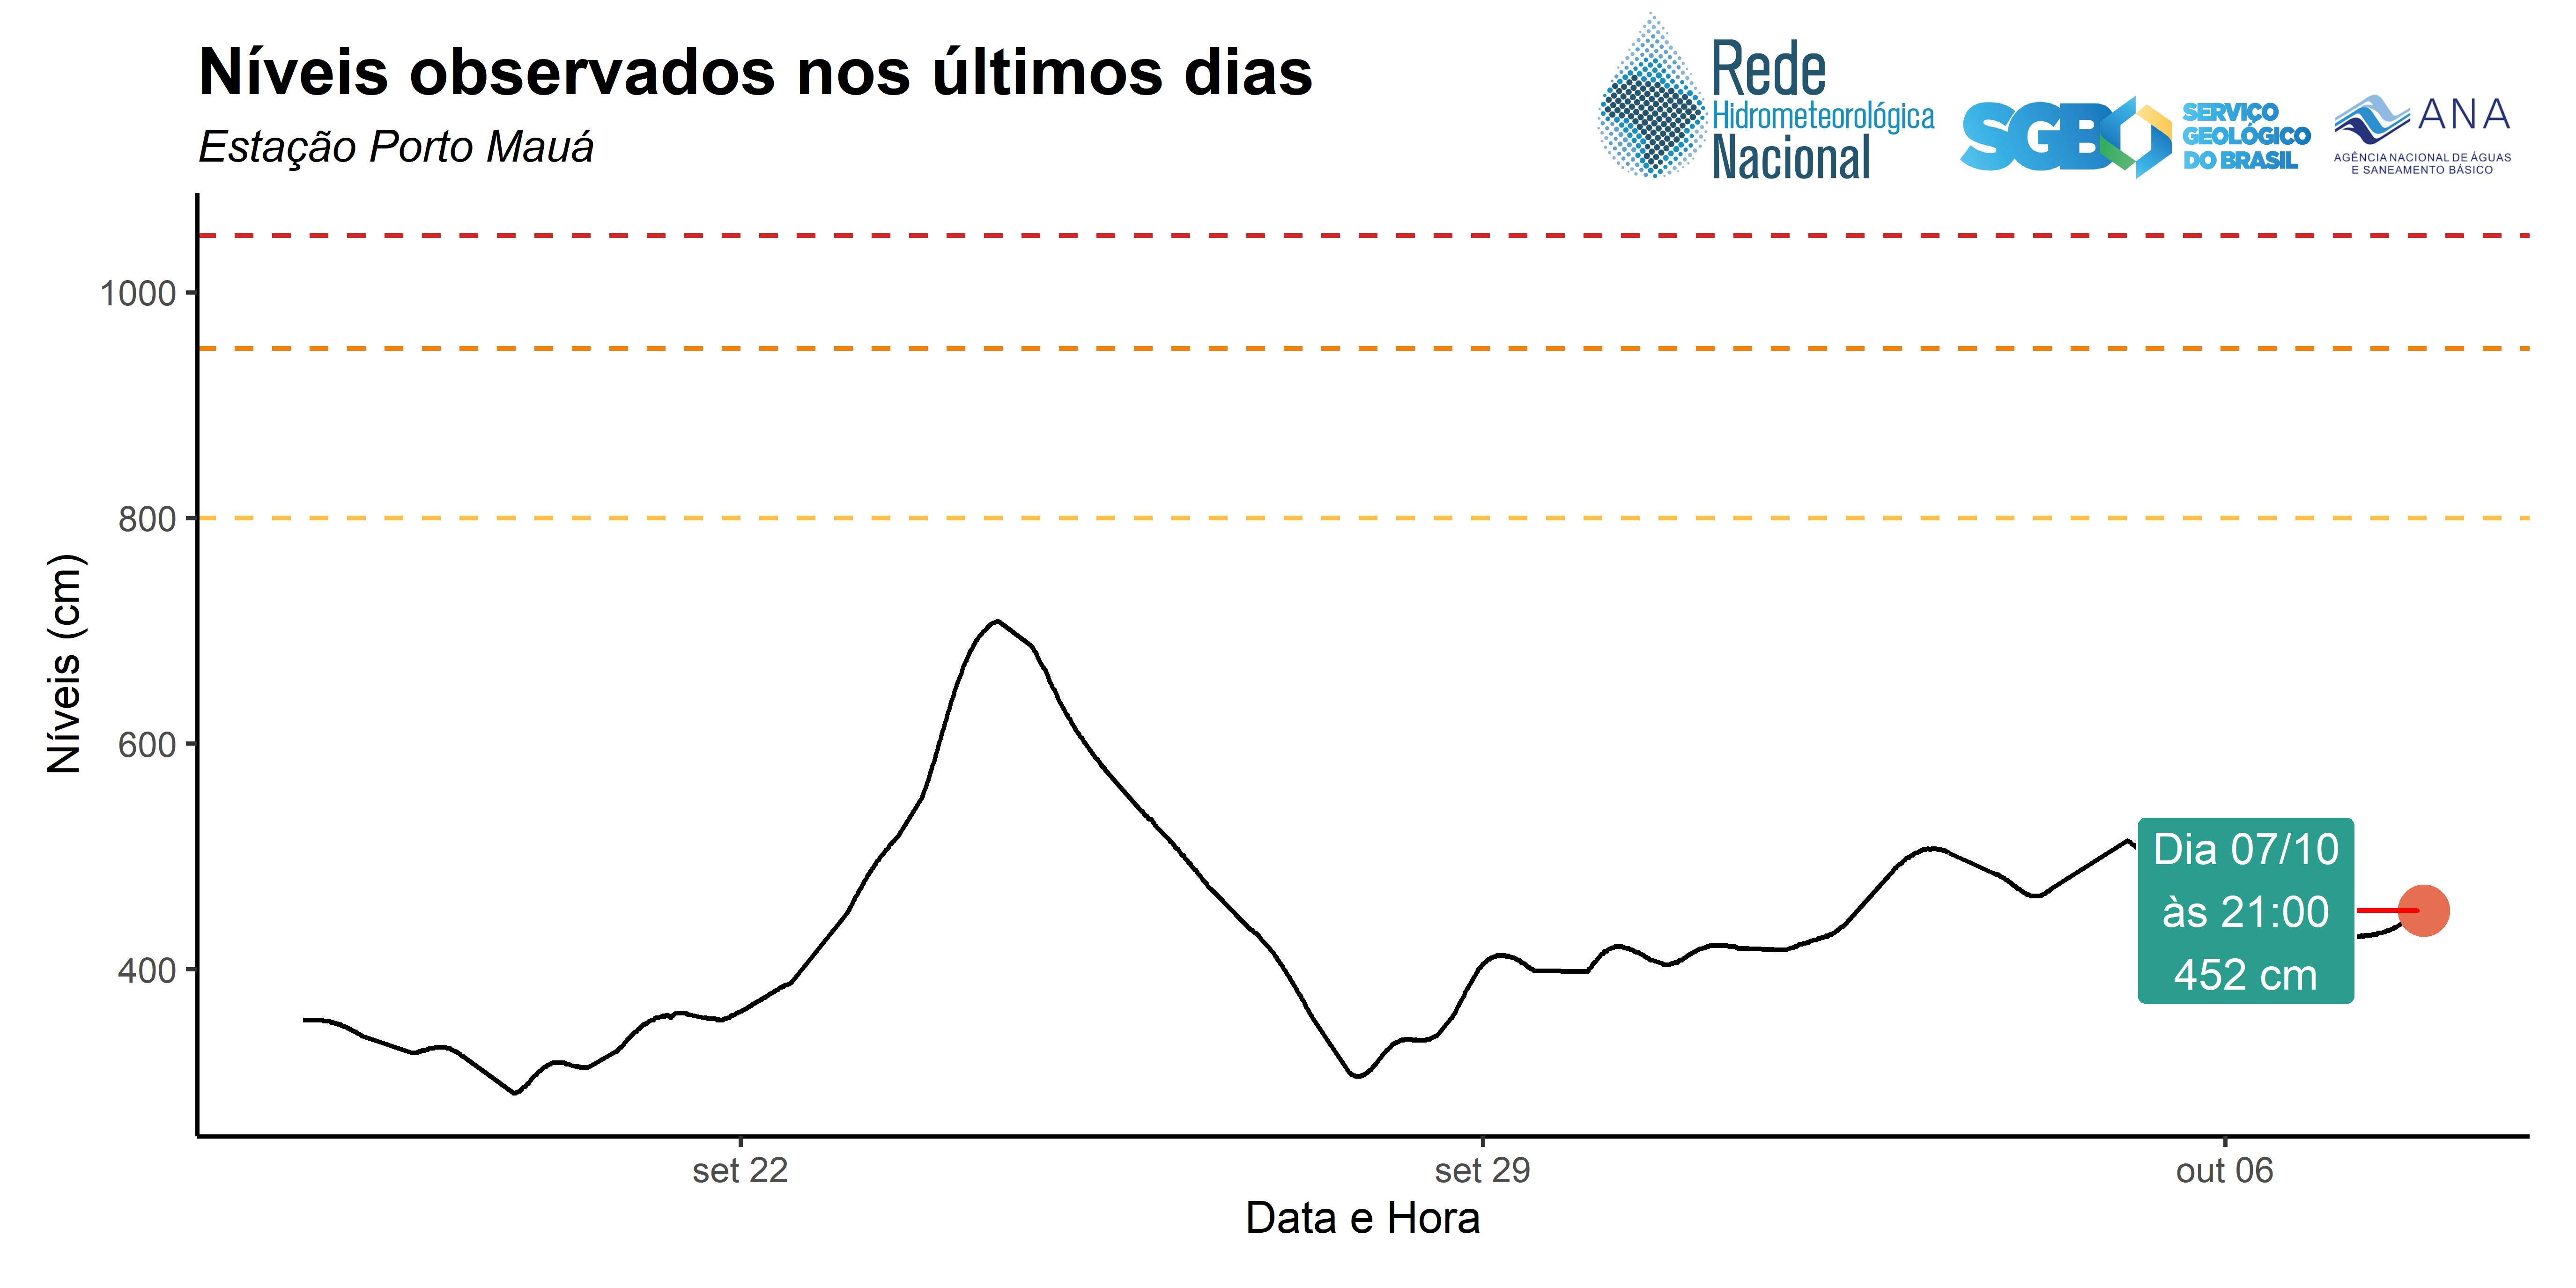 Níveis observados nos últimos dias
Estação Porto Mauá
Rede
Hidrometeorológica
Nacional
SGB
SERVIÇO
GEOLÓGICO
DO BRASIL
ANA
AGÊNCIA NACIONAL DE ÁGUAS
E SANEAMENTO BÁSICO
Níveis (cm)
1000
800
600
400
Dia 07/10
às 21:00
452 cm
set 22
set 29
out 06
Data e Hora